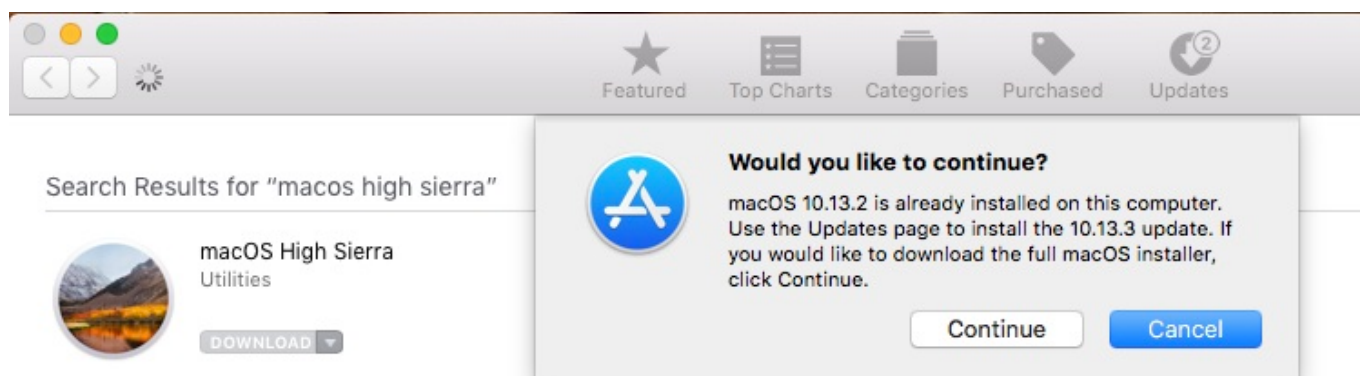 2
Featured
Top Charts
Categories
Purchased
Updates
Search Results for “macos high sierra”
macOS High Sierra
Utilities
DOWNLOAD
Would you like to continue?
macOS 10.13.2 is already installed on this computer.
Use the Updates page to install the 10.13.3 update. If
you would like to download the full macOS installer,
click Continue.
Continue
Cancel